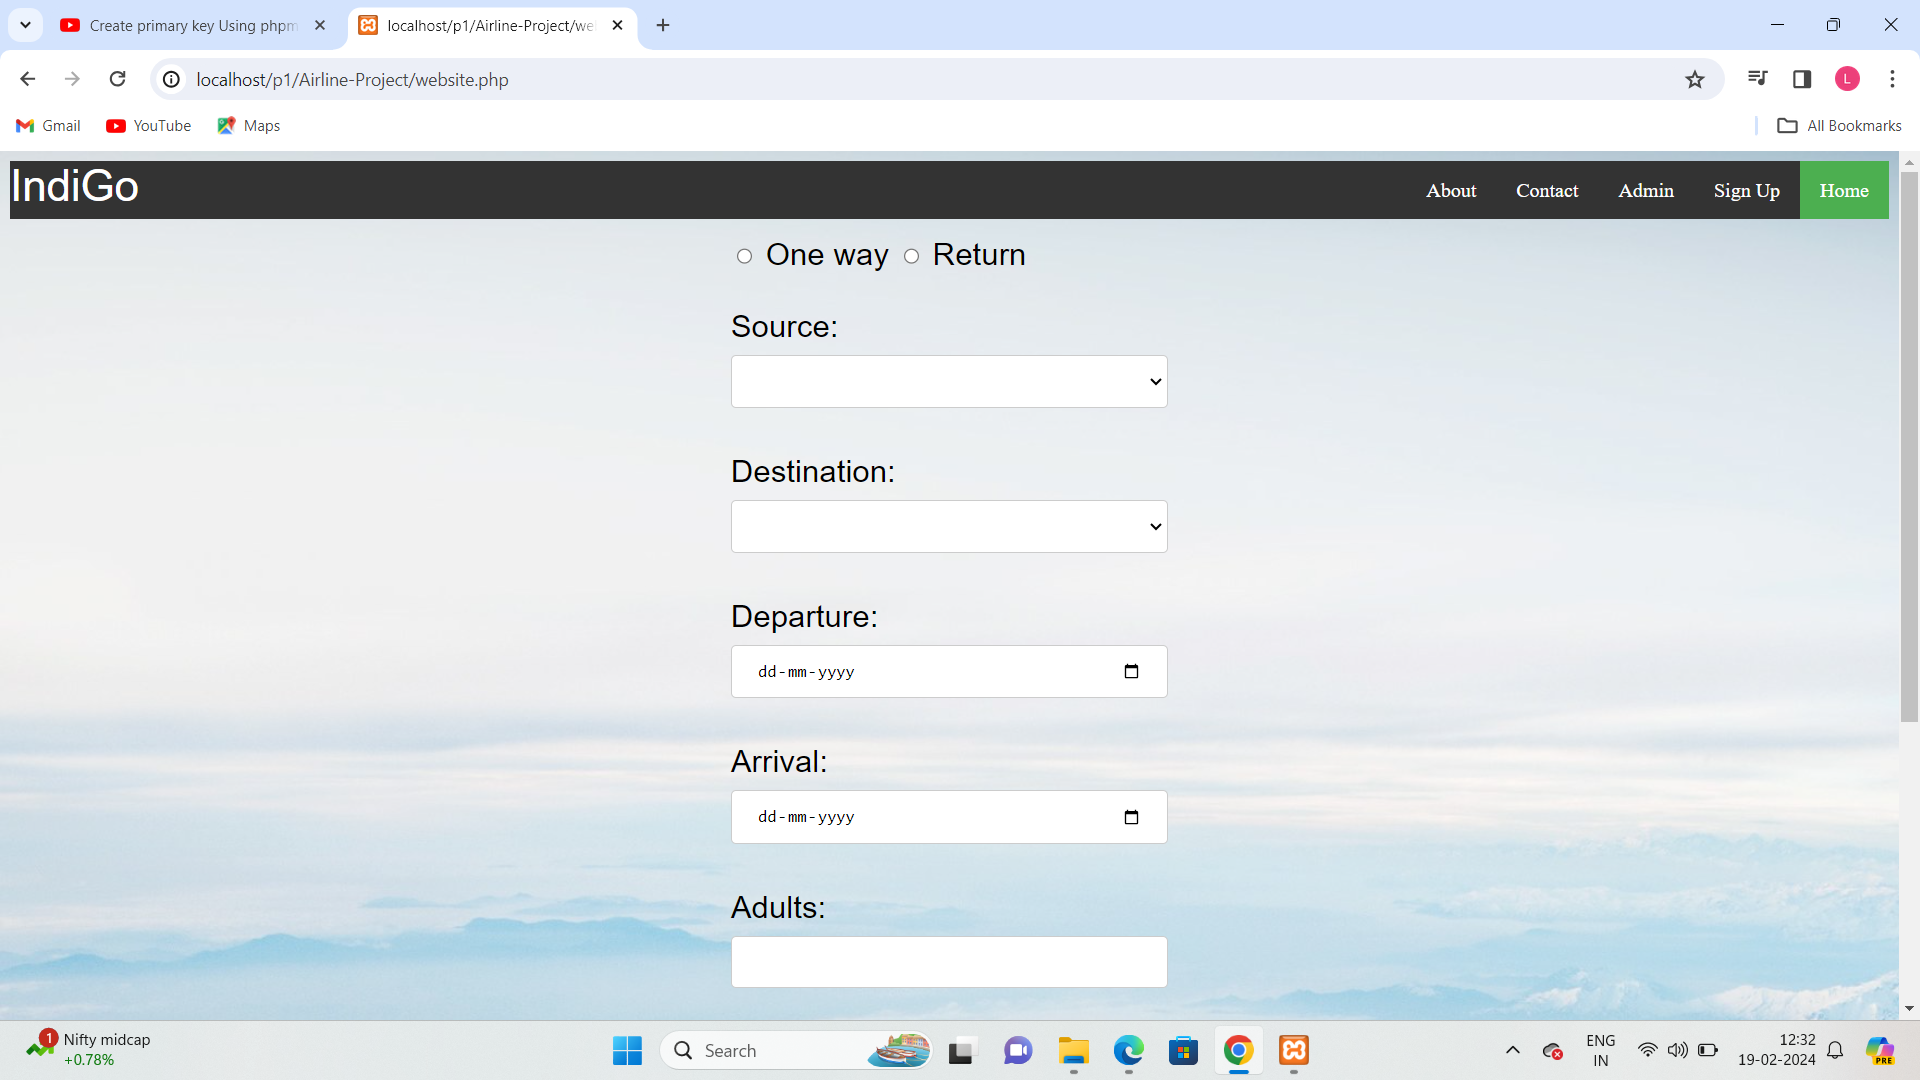 Create primary key Using phpm
localhost/p1/Airline-Project/we
localhost/p1/Airline-Project/website.php
L
Gmail
YouTube
Maps
All Bookmarks
IndiGo
About
Contact
Admin
Sign Up
Home
One way
Return
Source:
Destination:
Departure:
dd-mm-yyyy
Arrival:
dd-mm-yyyy
Adults:
1
Nifty midcap
+0.78%
Search
ENG
IN
12:32
19-02-2024
PRE